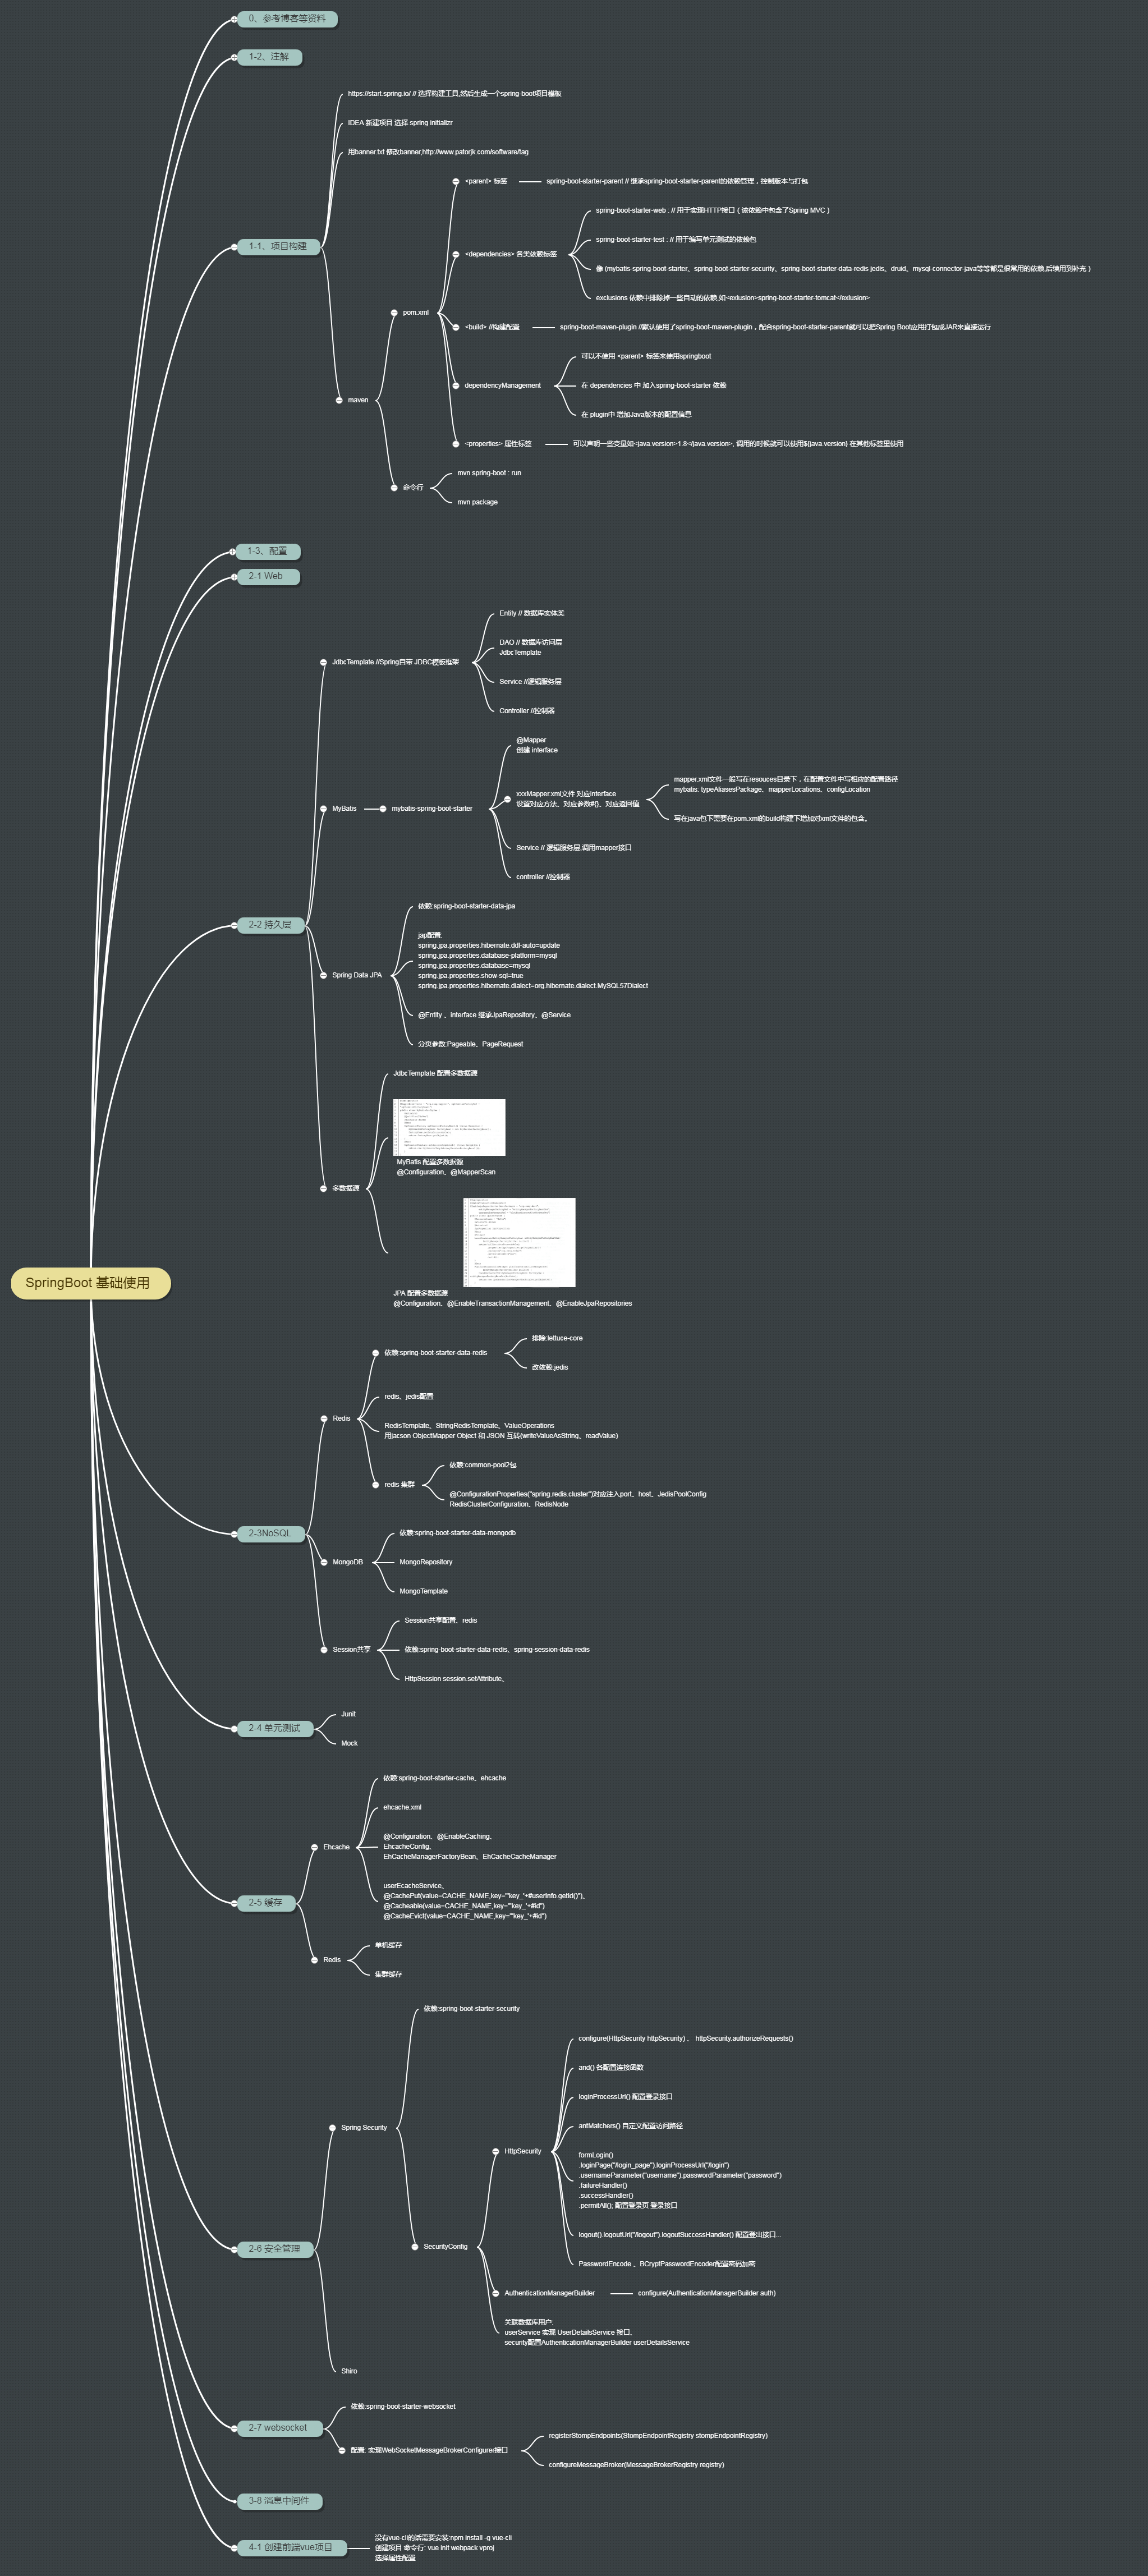 0、参考博客等资料
1-2、注解
https://start.spring.io/ // 选择构建工具,然后生成一个spring-boot项目模板
IDEA 新建项目 选择 spring initializr
用banner.txt 修改banner,http://www.patorjk.com/software/tag
1-1、项目构建
maven
pom.xml
<parent> 标签
spring-boot-starter-parent // 继承spring-boot-starter-parent的依赖管理，控制版本与打包
<dependencies> 各类依赖标签
spring-boot-starter-web : // 用于实现HTTP接口（该依赖中包含了Spring MVC）
spring-boot-starter-test : // 用于编写单元测试的依赖包
像 (mybatis-spring-boot-starter、spring-boot-starter-security、spring-boot-starter-data-redis jedis、druid、mysql-connector-java等等都是很常用的依赖,后续用到补充 )
exclusions 依赖中排除掉一些自动的依赖,如<exlusion>spring-boot-starter-tomcat</exlusion>
<build> //构建配置
spring-boot-maven-plugin //默认使用了spring-boot-maven-plugin，配合spring-boot-starter-parent就可以把Spring Boot应用打包成JAR来直接运行
dependencyManagement
可以不使用 <parent> 标签来使用springboot
在 dependencies 中 加入spring-boot-starter 依赖
在 plugin中 增加Java版本的配置信息
<properties> 属性标签
可以声明一些变量如<java.version>1.8</java.version>, 调用的时候就可以使用${java.version} 在其他标签里使用
命令行
mvn spring-boot : run
mvn package
1-3、配置
2-1 Web
2-2 持久层
JdbcTemplate //Spring自带 JDBC模板框架
Entity // 数据库实体类
DAO // 数据库访问层
JdbcTemplate
Service //逻辑服务层
Controller //控制器
MyBatis
mybatis-spring-boot-starter
@Mapper
创建 interface
xxxMapper.xml文件 对应interface
设置对应方法、对应参数#{}、对应返回值
mapper.xml文件一般写在resouces目录下，在配置文件中写相应的配置路径
mybatis: typeAliasesPackage、mapperLocations、configLocation
写在java包下需要在pom.xml的build构建下增加对xml文件的包含。
Service // 逻辑服务层,调用mapper接口
controller //控制器
Spring Data JPA
依赖:spring-boot-starter-data-jpa
jap配置:
spring.jpa.properties.hibernate.ddl-auto=update
spring.jpa.properties.database-platform=mysql
spring.jpa.properties.database=mysql
spring.jpa.properties.show-sql=true
spring.jpa.properties.hibernate.dialect=org.hibernate.dialect.MySQL57Dialect
@Entity 、interface 继承JpaRepository、@Service
分页参数:Pageable、PageRequest
多数据源
JdbcTemplate 配置多数据源
MyBatis 配置多数据源
@Configuration、@MapperScan
JPA 配置多数据源
@Configuration、@EnableTransactionManagement、@EnableJpaRepositories
SpringBoot 基础使用
2-3NoSQL
Redis
依赖:spring-boot-starter-data-redis
排除:lettuce-core
改依赖:jedis
redis、jedis配置
RedisTemplate、StringRedisTemplate、ValueOperations
用jacson ObjectMapper Object 和 JSON 互转(writeValueAsString、readValue)
redis 集群
依赖:common-pool2包
@ConfigurationProperties("spring.redis.cluster")对应注入port、host、JedisPoolConfig
RedisClusterConfiguration、RedisNode
MongoDB
依赖:spring-boot-starter-data-mongodb
MongoRepository
MongoTemplate
Session共享
Session共享配置、redis
依赖:spring-boot-starter-data-redis、spring-session-data-redis
HttpSession session.setAttribute、
2-4 单元测试
Junit
Mock
2-5 缓存
Ehcache
依赖:spring-boot-starter-cache、ehcache
ehcache.xml
@Configuration、@EnableCaching、
EhcacheConfig、
EhCacheManagerFactoryBean、EhCacheCacheManager
userEcacheService、
@CachePut(value=CACHE_NAME,key="'key_'+#userInfo.getId()")、
@Cacheable(value=CACHE_NAME,key="'key_'+#id")
@CacheEvict(value=CACHE_NAME,key="'key_'+#id")
Redis
单机缓存
集群缓存
2-6 安全管理
Spring Security
依赖:spring-boot-starter-security
SecurityConfig
HttpSecurity
configure(HttpSecurity httpSecurity) 、 httpSecurity.authorizeRequests()
and() 各配置连接函数
loginProcessUrl() 配置登录接口
antMatchers() 自定义配置访问路径
formLogin()
.loginPage("/login_page").loginProcessUrl("/login")
.usernameParameter("username").passwordParameter("password")
.failureHandler()
.successHandler()
.permitAll(); 配置登录页 登录接口
logout().logoutUrl("/logout").logoutSuccessHandler() 配置登出接口...
PasswordEncode 、BCryptPasswordEncoder配置密码加密
AuthenticationManagerBuilder
configure(AuthenticationManagerBuilder auth)
关联数据库用户:
userService 实现 UserDetailsService 接口、
security配置AuthenticationManagerBuilder userDetailsService
Shiro
2-7 websocket
依赖:spring-boot-starter-websocket
配置: 实现WebSocketMessageBrokerConfigurer接口
registerStompEndpoints(StompEndpointRegistry stompEndpointRegistry)
configureMessageBroker(MessageBrokerRegistry registry)
3-8 消息中间件
4-1 创建前端vue项目
没有vue-cli的话需要安装:npm install -g vue-cli
创建项目 命令行: vue init webpack vproj
选择属性配置